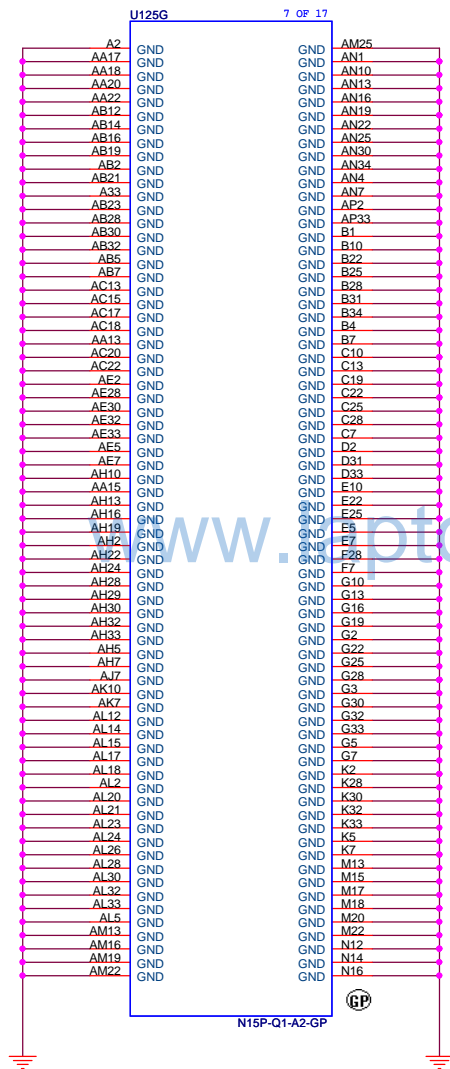 U125G 7 OF 17
A2 GND GND AM25
AA17 GND GND AN1
AA18 GND GND AN10
AA20 GND GND AN13
AA22 GND GND AN16
AB12 GND GND AN19
AB14 GND GND AN22
AB16 GND GND AN25
AB19 GND GND AN30
AB2 GND GND AN34
AB21 GND GND AN4
A33 GND GND AN7
AB23 GND GND AP2
AB28 GND GND AP33
AB30 GND GND B1
AB32 GND GND B10
AB5 GND GND B22
AB7 GND GND B25
AC13 GND GND B28
AC15 GND GND B31
AC17 GND GND B34
AC18 GND GND B4
AA13 GND GND B7
AC20 GND GND C10
AC22 GND GND C13
AE2 GND GND C19
AE28 GND GND C22
AE30 GND GND C25
AE32 GND GND C28
AE33 GND GND C7
AE5 GND GND D2
AE7 GND GND D31
AH10 GND GND D33
AA15 GND GND E10
AH13 GND GND E22
AH16 GND GND E25
AH19 GND GND E5
AH2 GND GND E7
AH22 GND GND F28
AH24 GND GND F7
AH28 GND GND G10
AH29 GND GND G13
AH30 GND GND G16
AH32 GND GND G19
AH33 GND GND G2
AH5 GND GND G22
AH7 GND GND G25
AJ7 GND GND G28
AK10 GND GND G3
AK7 GND GND G30
AL12 GND GND G32
AL14 GND GND G33
AL15 GND GND G5
AL17 GND GND G7
AL18 GND GND K2
AL2 GND GND K28
AL20 GND GND K30
AL21 GND GND K32
AL23 GND GND K33
AL24 GND GND K5
AL26 GND GND K7
AL28 GND GND M13
AL30 GND GND M15
AL32 GND GND M17
AL33 GND GND M18
AL5 GND GND M20
AM13 GND GND M22
AM16 GND GND N12
AM19 GND GND N14
AM22 GND GND N16
GP
N15P-Q1-A2-GP
www.lapt